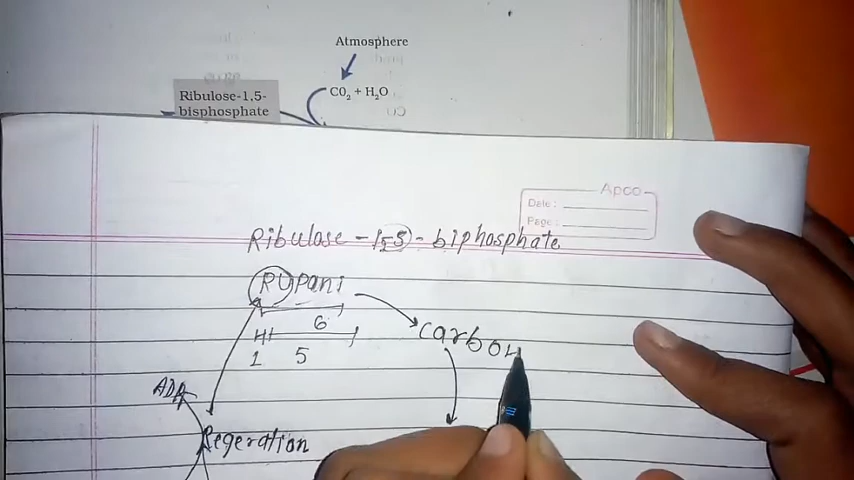 Atmosphere
Ribulose-1,5-
bisphosphate
CO₂ + H₂O
Apco
Date:
Page:
Ribulose - 1,5 - biphosphate
RUPani
6
H
1 5
carbon
ADP
Regeration